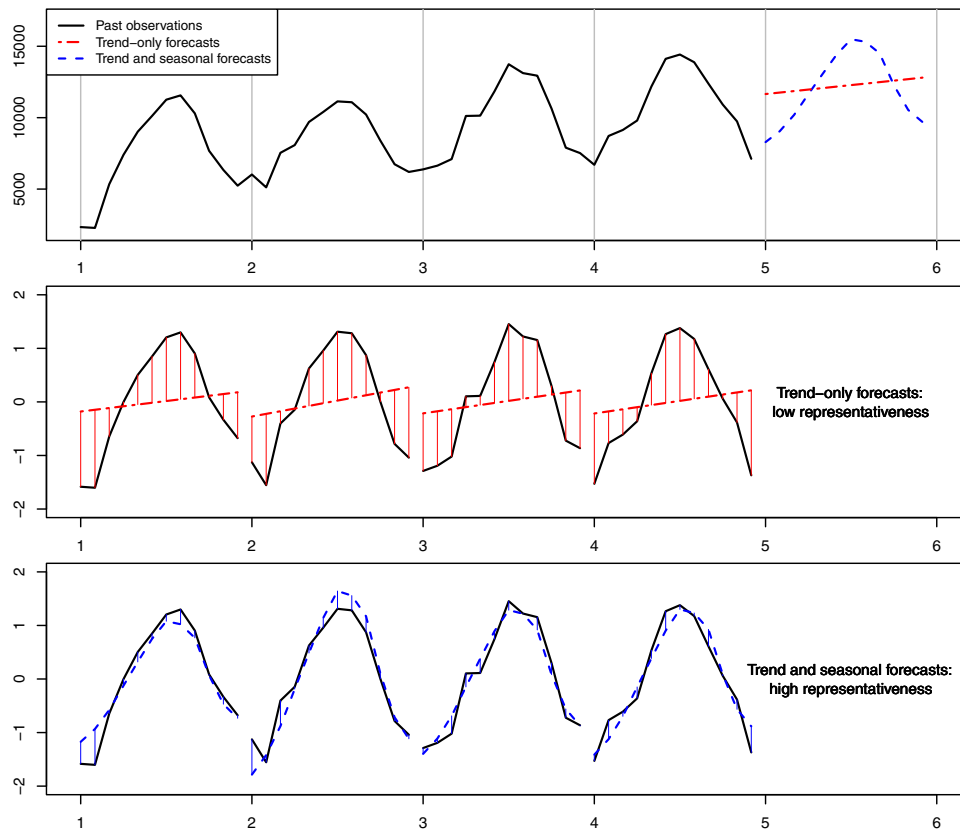 Past observations
Trend−only forecasts
Trend and seasonal forecasts
15000
10000
5000
1 2 3 4 5 6
2
1
0
−1
−2
Trend−only forecasts:
low representativeness
1 2 3 4 5 6
2
1
0
−1
−2
Trend and seasonal forecasts:
high representativeness
1 2 3 4 5 6